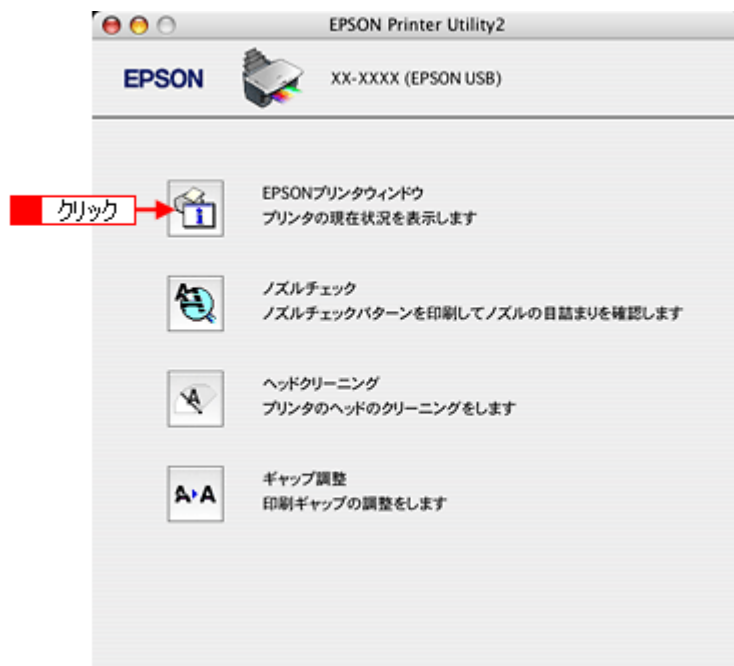 EPSON Printer Utility2
EPSON XX-XXXX (EPSON USB)
クリック
EPSONプリンタウィンドウ
プリンタの現在状況を表示します
ノズルチェック
ノズルチェックパターンを印刷してノズルの目詰まりを確認します
ヘッドクリーニング
プリンタのヘッドのクリーニングをします
A▸A
ギャップ調整
印刷ギャップの調整をします